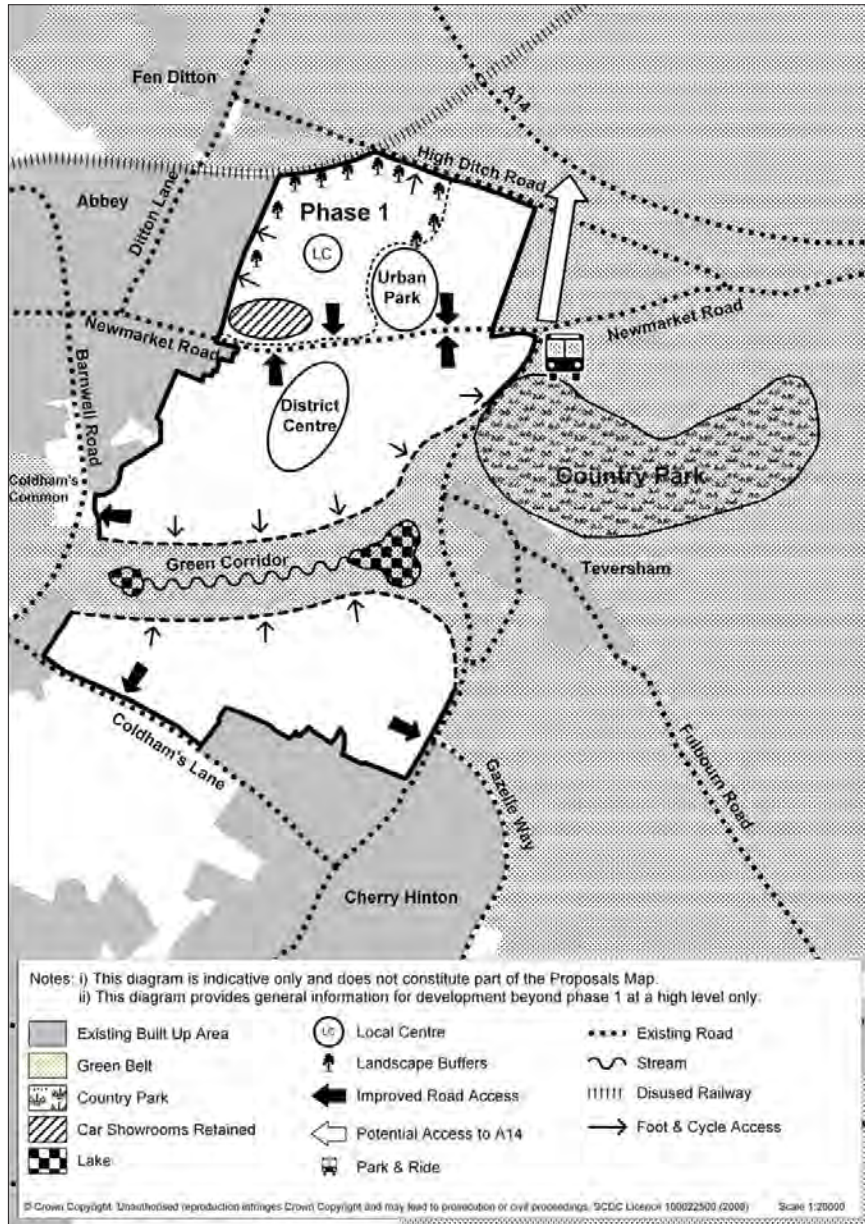 Fen Ditton
A14
High Ditch Road
Abbey
Ditton Lane
Phase 1
LC
Urban
Park
Newmarket Road
Newmarket Road
Barnwell Road
District
Centre
Country Park
Coldham's
Common
Green Corridor
Teversham
Coldham's Lane
Gazelle Way
Fulbourn Road
Cherry Hinton
Notes: i) This diagram is indicative only and does not constitute part of the Proposals Map.
ii) This diagram provides general information for development beyond phase 1 at a high level only.
Existing Built Up Area
Green Belt
Country Park
Car Showrooms Retained
Lake
LC Local Centre
Landscape Buffers
Improved Road Access
Potential Access to A14
Park & Ride
Existing Road
Stream
Disused Railway
Foot & Cycle Access
© Crown Copyright. Unauthorised reproduction infringes Crown Copyright and may lead to prosecution or civil proceedings. SCDC Licence 100022500 (2008) Scale 1:20000